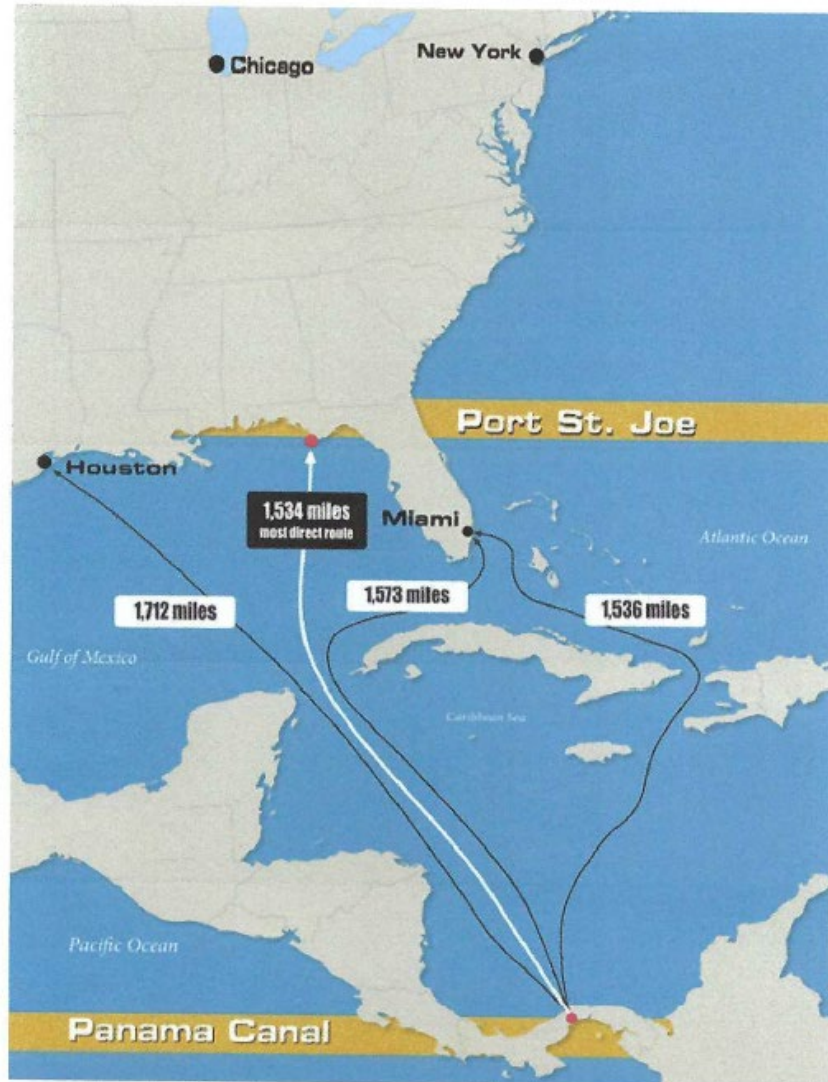 New York
Chicago
Port St. Joe
Houston
1,534 miles
most direct route
Miami
Atlantic Ocean
1,573 miles
1,712 miles
1,536 miles
Gulf of Mexico
Caribbean Sea
Pacific Ocean
Panama Canal